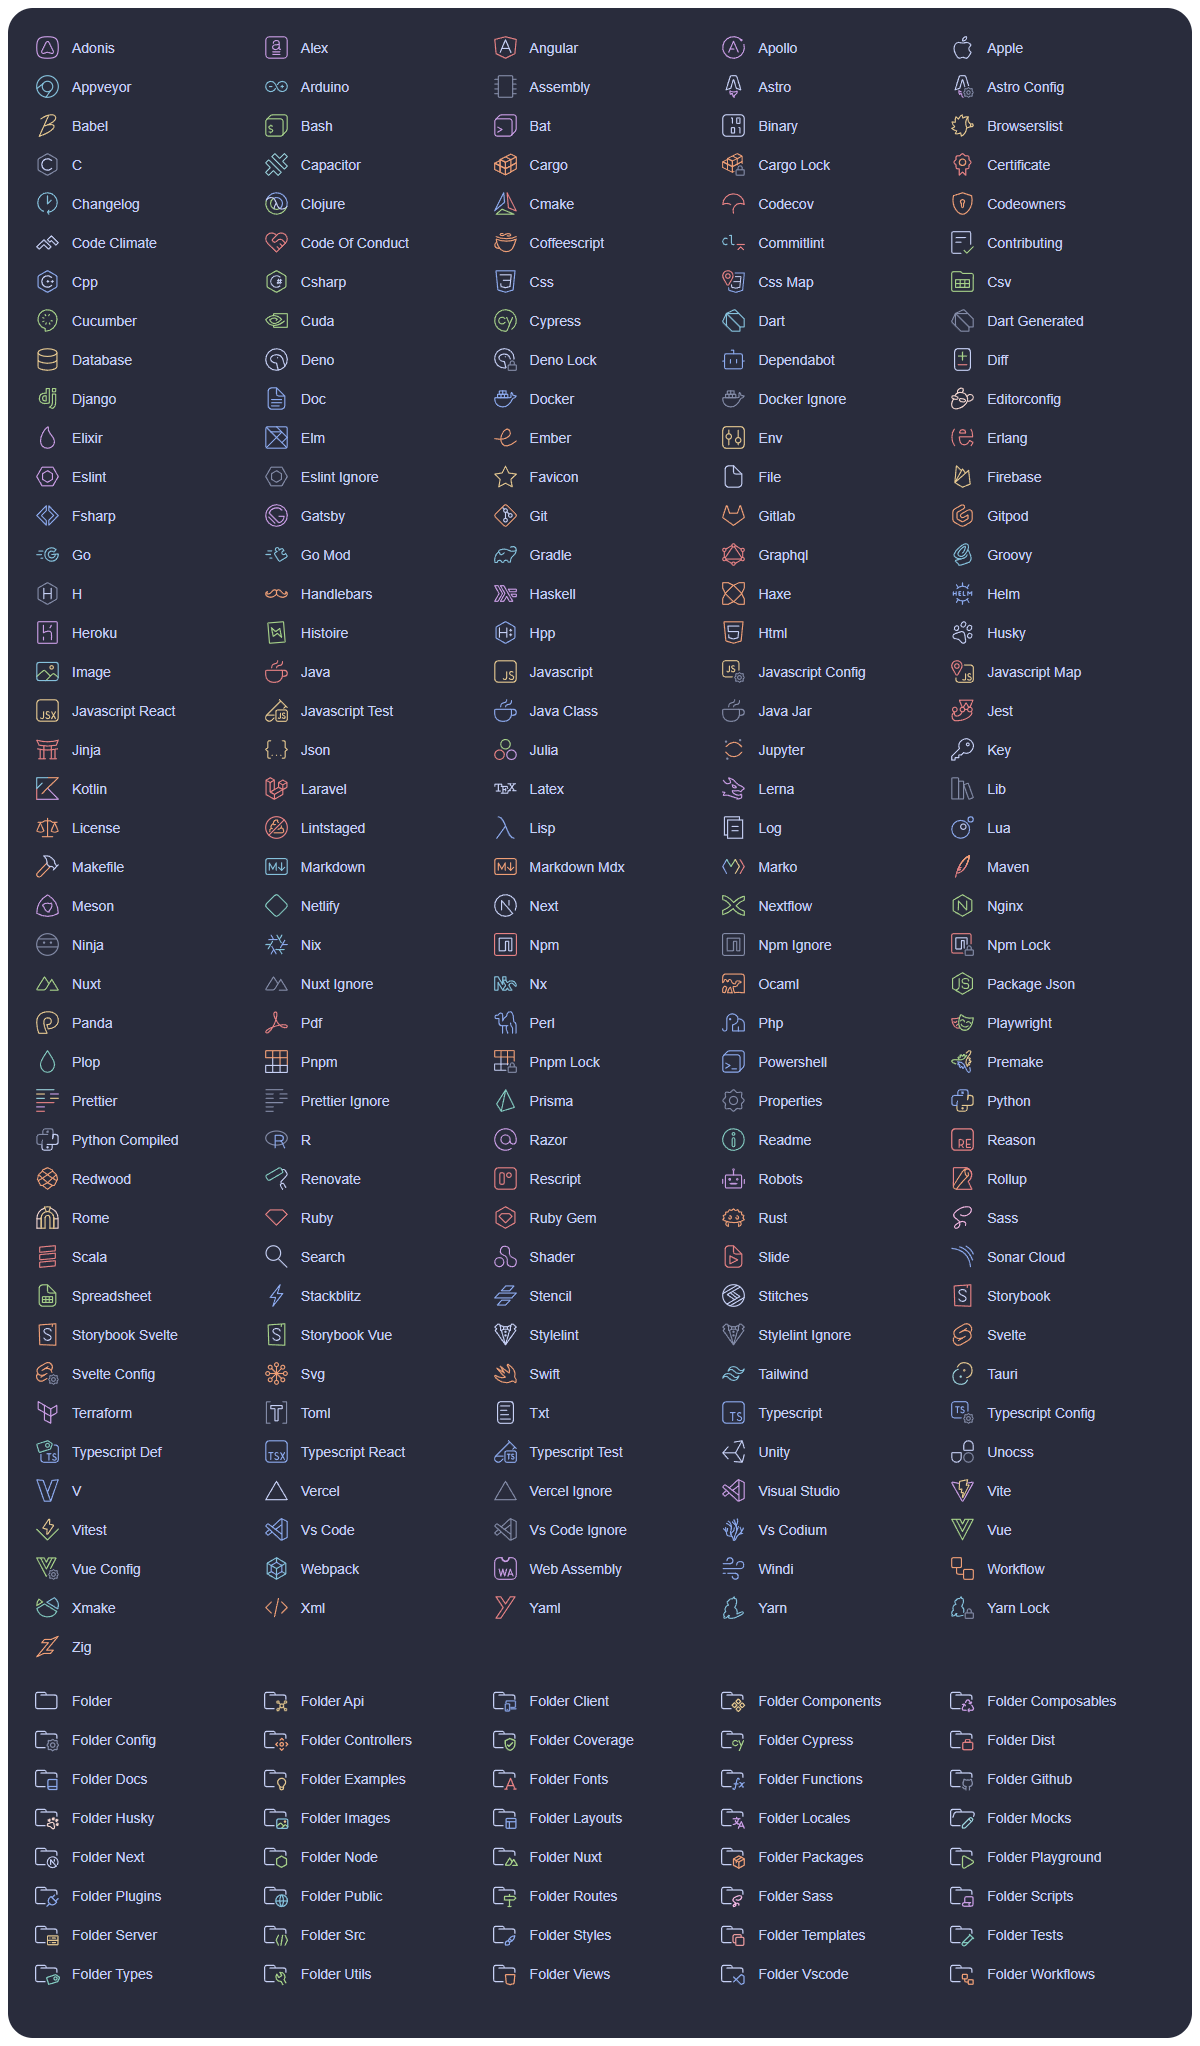 Adonis Alex Angular Apollo Apple
Appveyor Arduino Assembly Astro Astro Config
Babel Bash Bat Binary Browserslist
C Capacitor Cargo Cargo Lock Certificate
Changelog Clojure Cmake Codecov Codeowners
Code Climate Code Of Conduct Coffeescript Commitlint Contributing
Cpp Csharp Css Css Map Csv
Cucumber Cuda Cypress Dart Dart Generated
Database Deno Deno Lock Dependabot Diff
Django Doc Docker Docker Ignore Editorconfig
Elixir Elm Ember Env Erlang
Eslint Eslint Ignore Favicon File Firebase
Fsharp Gatsby Git Gitlab Gitpod
Go Go Mod Gradle Graphql Groovy
H Handlebars Haskell Haxe Helm
Heroku Histoire Hpp Html Husky
Image Java Javascript Javascript Config Javascript Map
Javascript React Javascript Test Java Class Java Jar Jest
Jinja Json Julia Jupyter Key
Kotlin Laravel Latex Lerna Lib
License Lintstaged Lisp Log Lua
Makefile Markdown Markdown Mdx Marko Maven
Meson Netlify Next Nextflow Nginx
Ninja Nix Npm Npm Ignore Npm Lock
Nuxt Nuxt Ignore Nx Ocaml Package Json
Panda Pdf Perl Php Playwright
Plop Pnpm Pnpm Lock Powershell Premake
Prettier Prettier Ignore Prisma Properties Python
Python Compiled R Razor Readme Reason
Redwood Renovate Rescript Robots Rollup
Rome Ruby Ruby Gem Rust Sass
Scala Search Shader Slide Sonar Cloud
Spreadsheet Stackblitz Stencil Stitches Storybook
Storybook Svelte Storybook Vue Stylelint Stylelint Ignore Svelte
Svelte Config Svg Swift Tailwind Tauri
Terraform Toml Txt Typescript Typescript Config
Typescript Def Typescript React Typescript Test Unity Unocss
V Vercel Vercel Ignore Visual Studio Vite
Vitest Vs Code Vs Code Ignore Vs Codium Vue
Vue Config Webpack Web Assembly Windi Workflow
Xmake Xml Yaml Yarn Yarn Lock
Zig
Folder Folder Api Folder Client Folder Components Folder Composables
Folder Config Folder Controllers Folder Coverage Folder Cypress Folder Dist
Folder Docs Folder Examples Folder Fonts Folder Functions Folder Github
Folder Husky Folder Images Folder Layouts Folder Locales Folder Mocks
Folder Next Folder Node Folder Nuxt Folder Packages Folder Playground
Folder Plugins Folder Public Folder Routes Folder Sass Folder Scripts
Folder Server Folder Src Folder Styles Folder Templates Folder Tests
Folder Types Folder Utils Folder Views Folder Vscode Folder Workflows